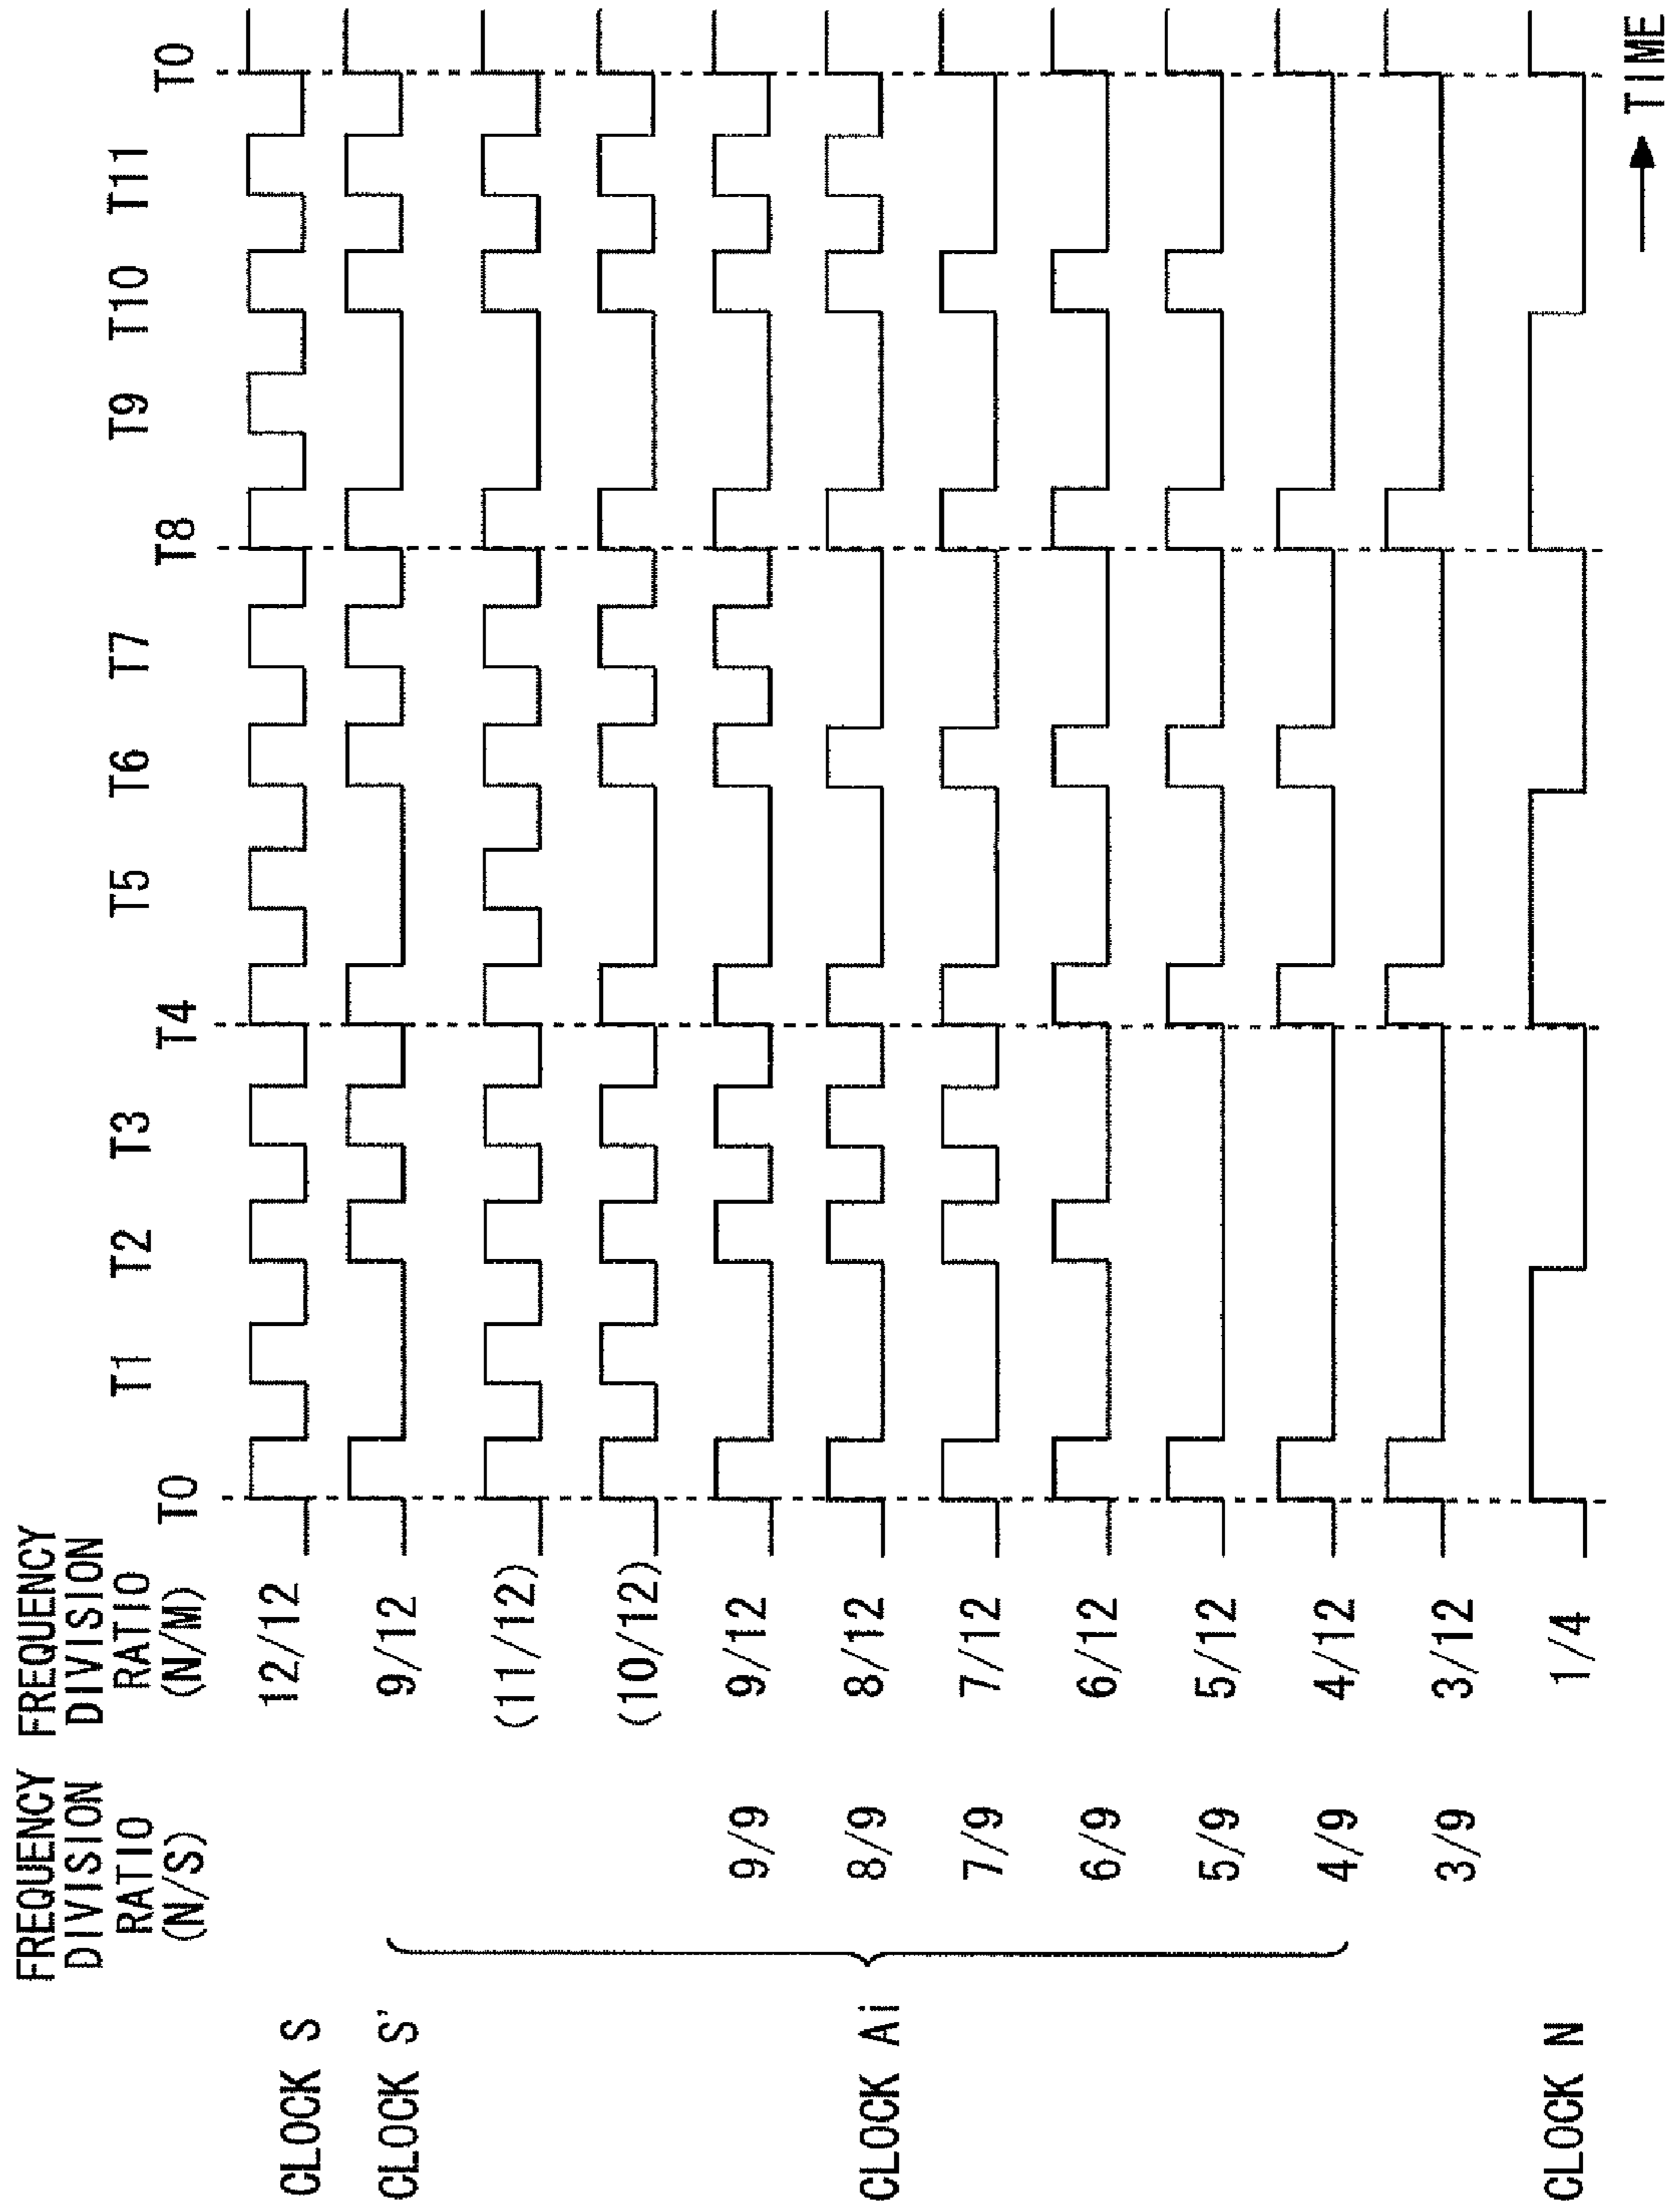 FREQUENCY DIVISION RATIO (N/S)
FREQUENCY DIVISION RATIO (N/M)
T0 T1 T2 T3 T4 T5 T6 T7 T8 T9 T10 T11 T0
CLOCK S 12/12
CLOCK S' 9/12
(11/12)
(10/12)
9/9 9/12
CLOCK Ai 8/9 8/12
7/9 7/12
6/9 6/12
5/9 5/12
4/9 4/12
3/9 3/12
CLOCK N 1/4
TIME